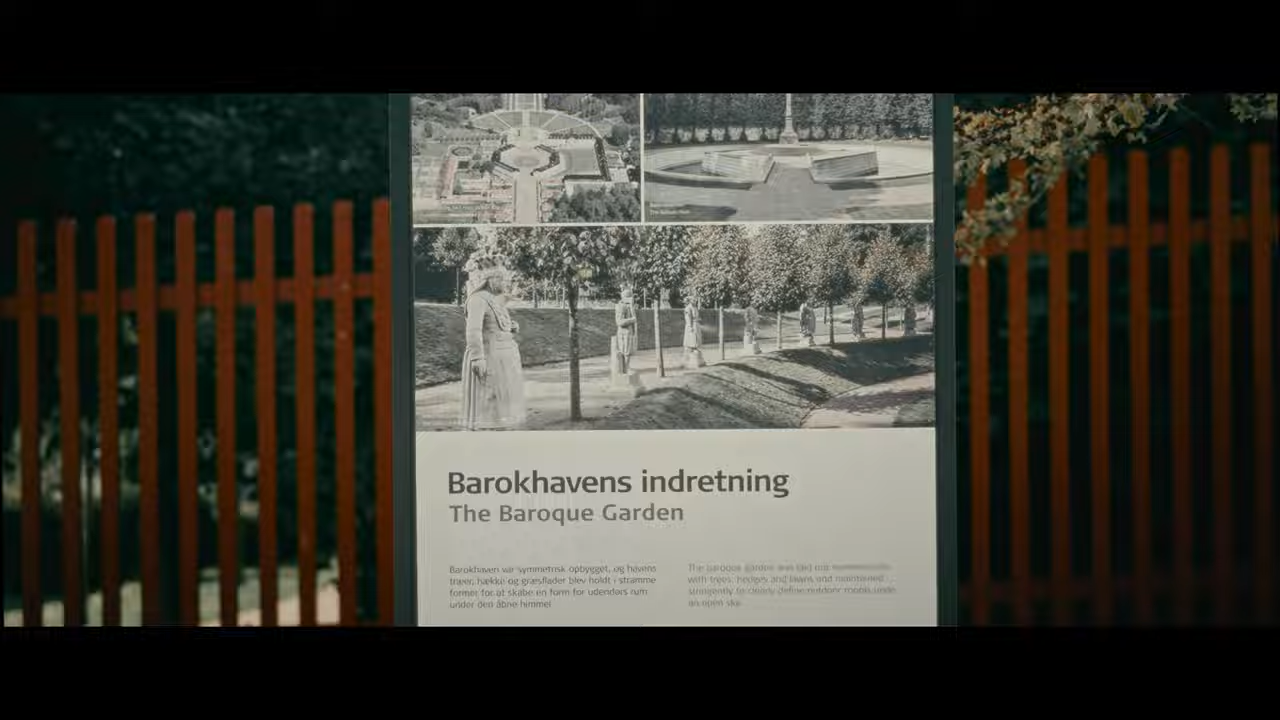 Barokhavens indretning
The Baroque Garden
Barokhaven var symmetrisk opbygget, og havens
træer, hække og græsflader blev holdt i stramme
former for at skabe en form for udendørs rum
under den åbne himmel
The baroque garden was laid out
with trees, hedges and lawns and maintained
stringently to clearly define outdoor rooms
an open sky